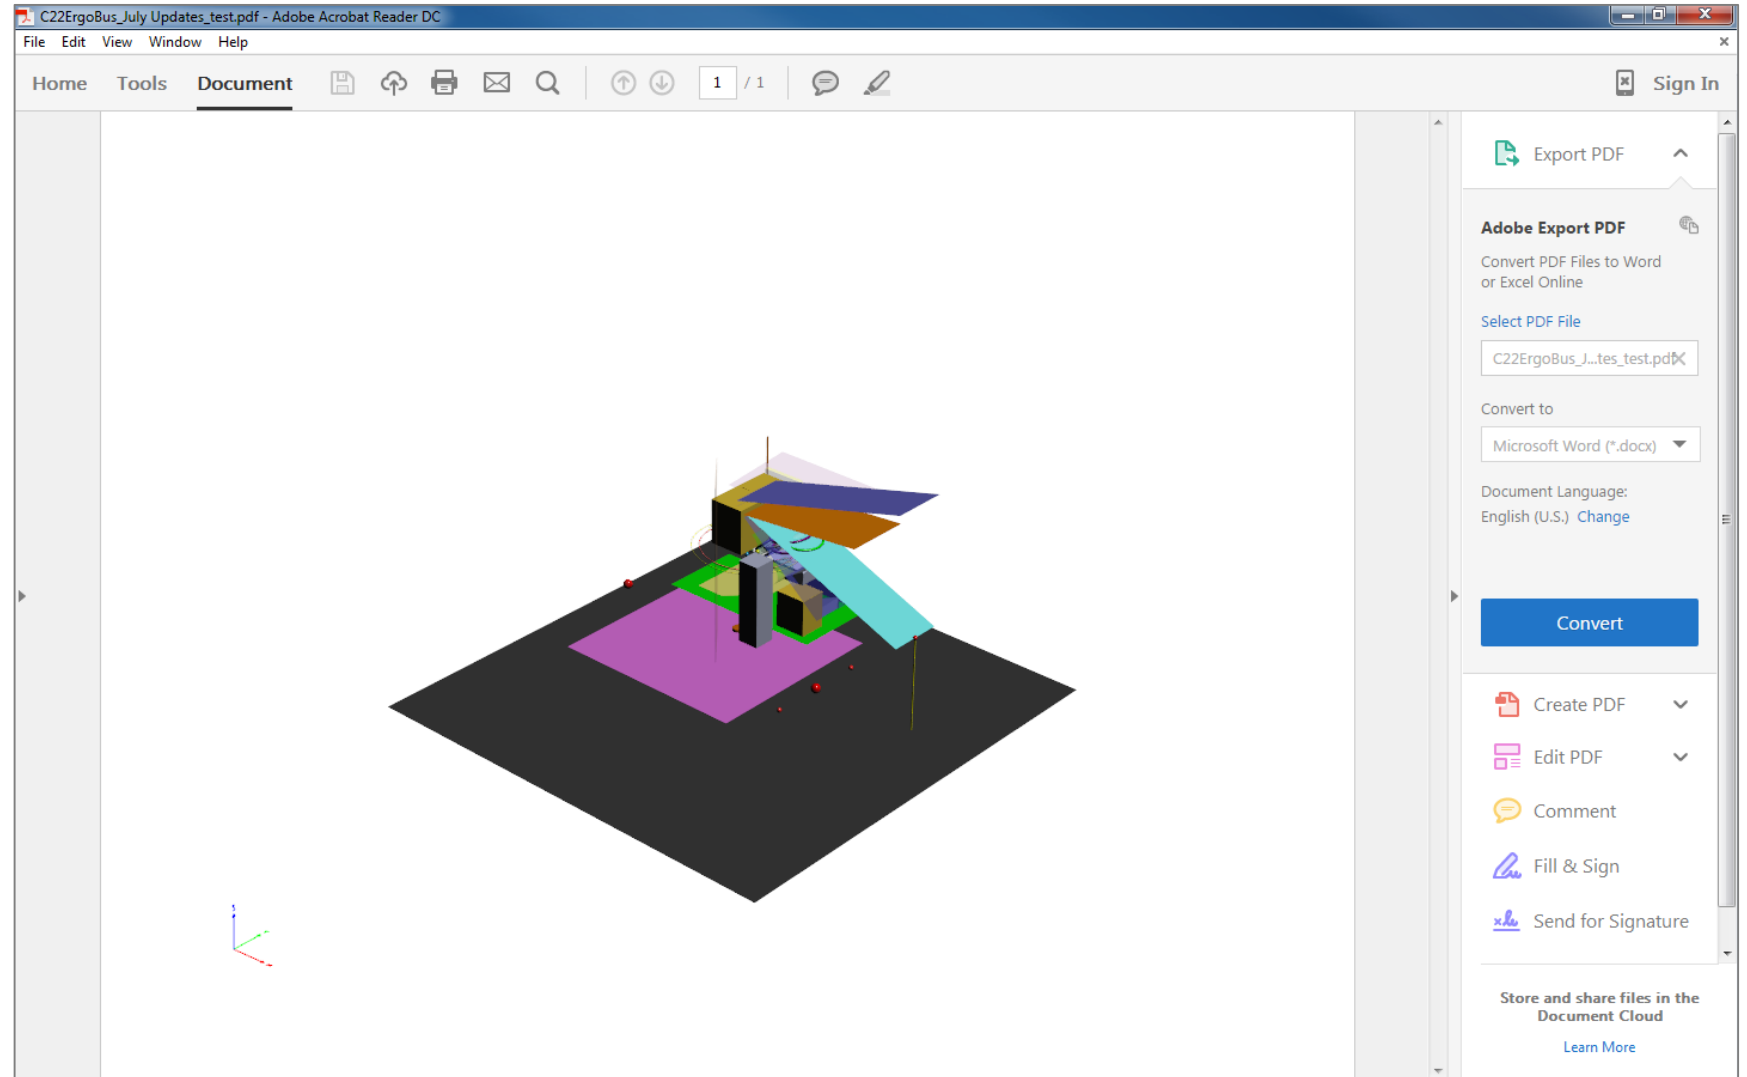 C22ErgoBus_July Updates_test.pdf - Adobe Acrobat Reader DC
File Edit View Window Help
Home Tools Document 1 / 1 Sign In
Export PDF
Adobe Export PDF
Convert PDF Files to Word
or Excel Online
Select PDF File
C22ErgoBus_J...tes_test.pdf
Convert to
Microsoft Word (*.docx)
Document Language:
English (U.S.) Change
Convert
Create PDF
Edit PDF
Comment
Fill & Sign
Send for Signature
Store and share files in the
Document Cloud
Learn More